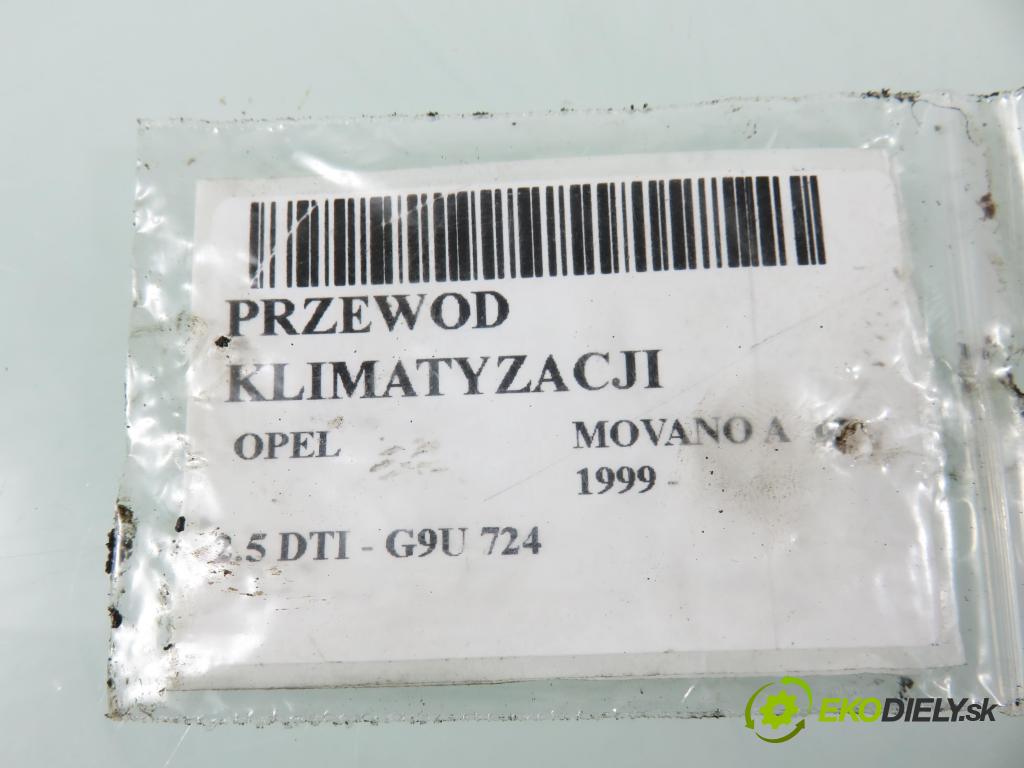 PRZEWOD
KLIMATYZACJI
OPEL MOVANO A
1999 -
2.5 DTI - G9U 724
EKODIELY.sk